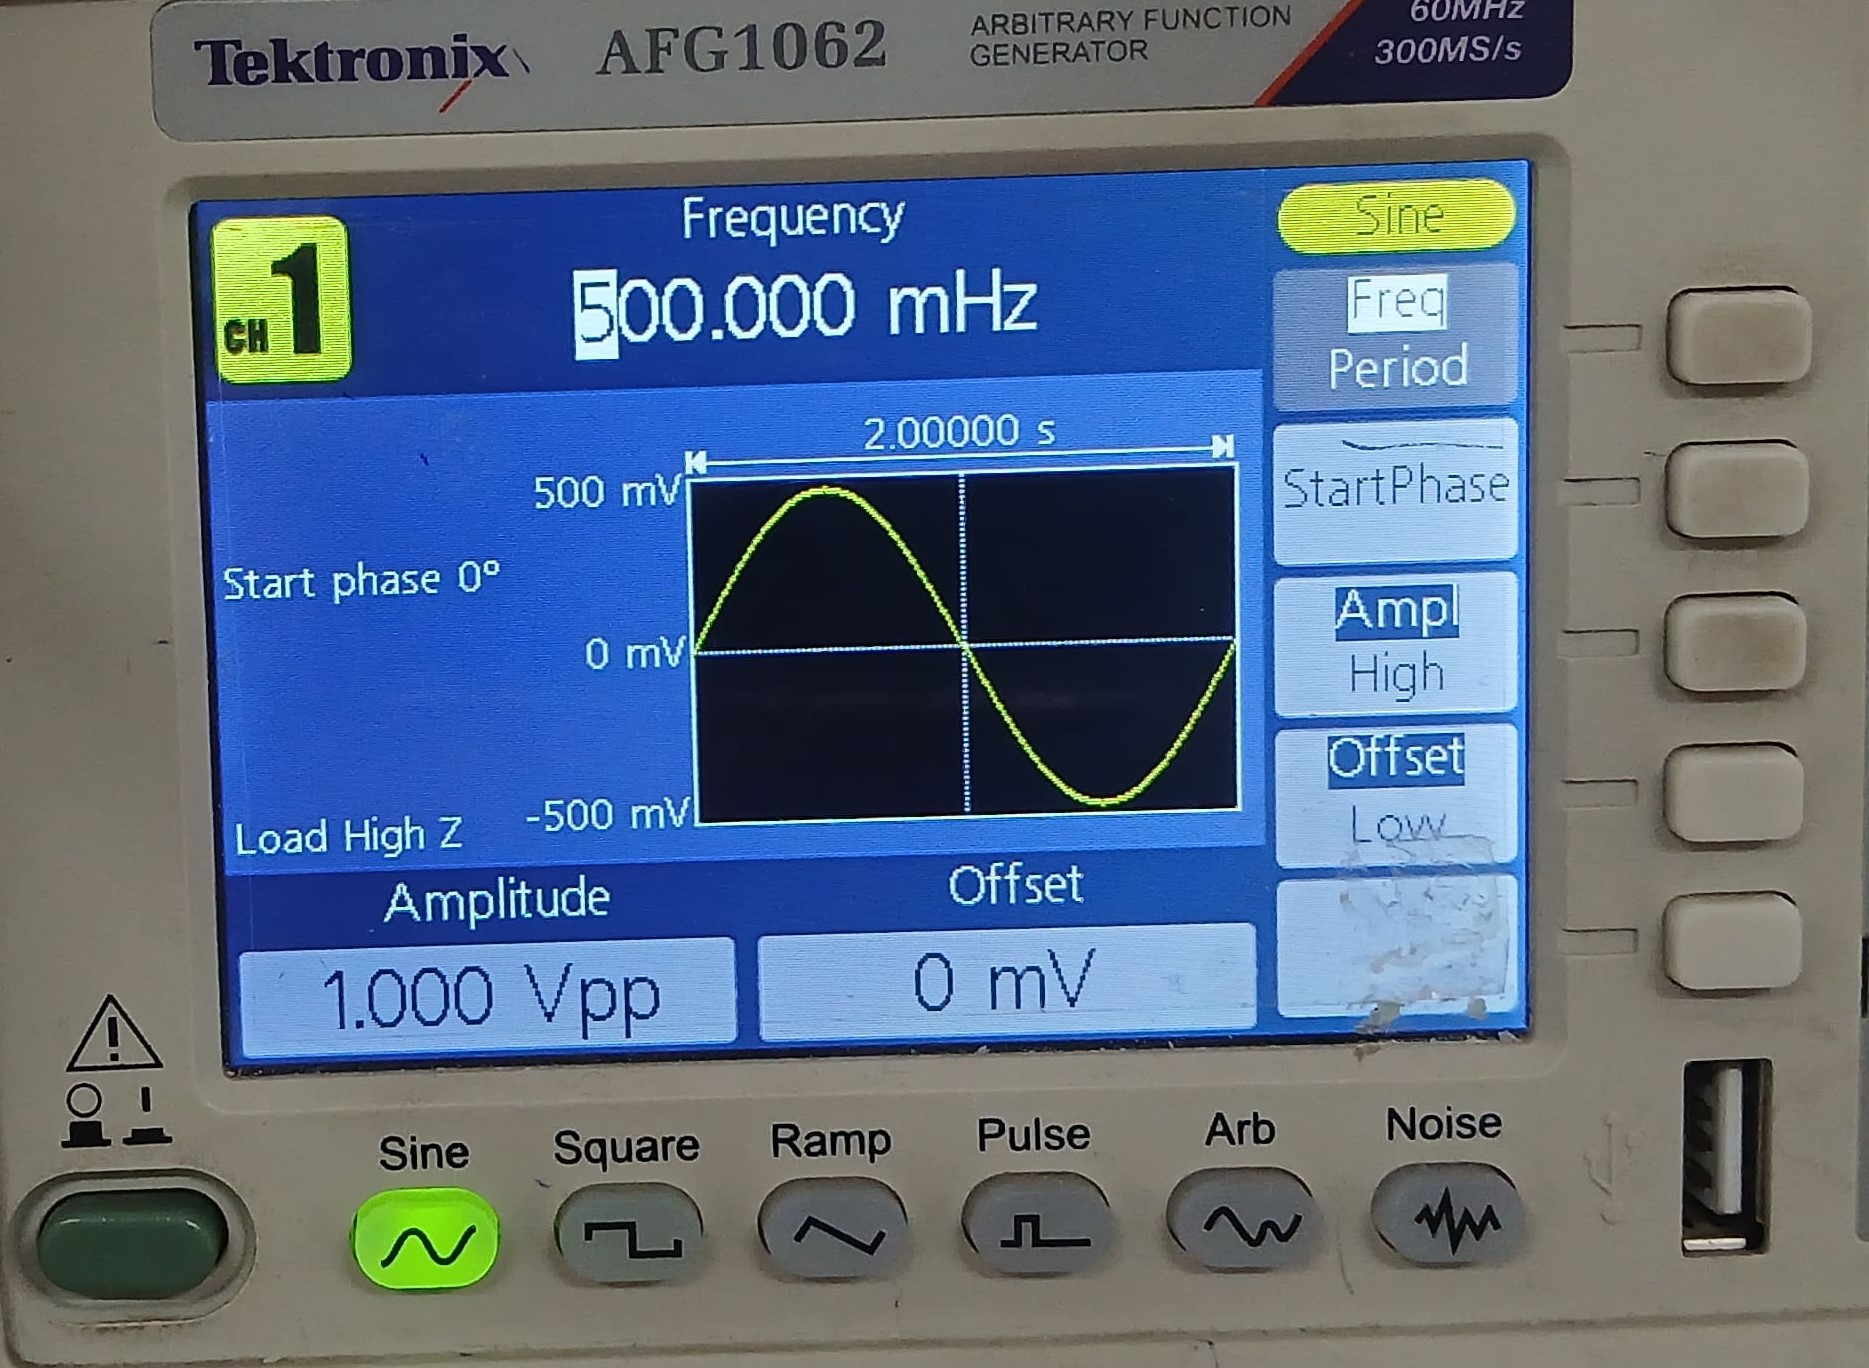 Tektronix AFG1062 ARBITRARY FUNCTION
GENERATOR
60MHz
300MS/s
CH 1
Frequency
500.000 mHz
Sine
Freq
Period
StartPhase
Ampl
High
Offset
Low
2.00000 s
500 mV
Start phase 0°
0 mV
Load High Z
-500 mV
Amplitude
Offset
1.000 Vpp
0 mV
Sine
Square
Ramp
Pulse
Arb
Noise